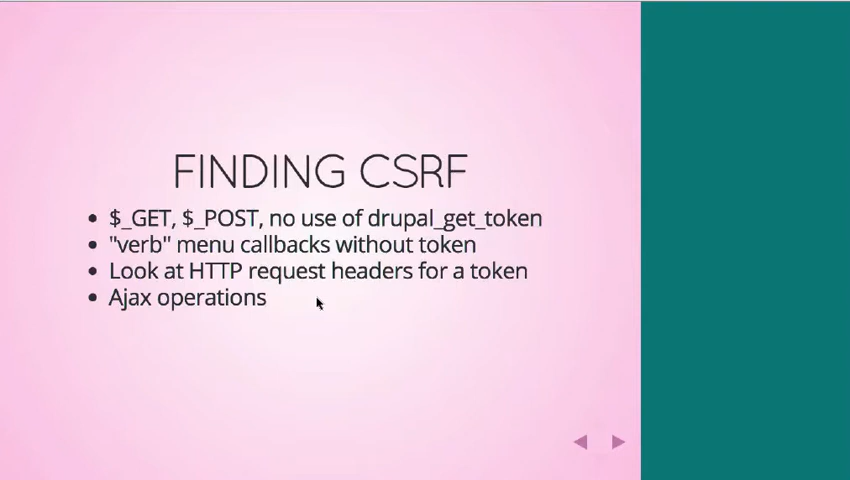 FINDING CSRF
• $_GET, $_POST, no use of drupal_get_token
• "verb" menu callbacks without token
• Look at HTTP request headers for a token
• Ajax operations